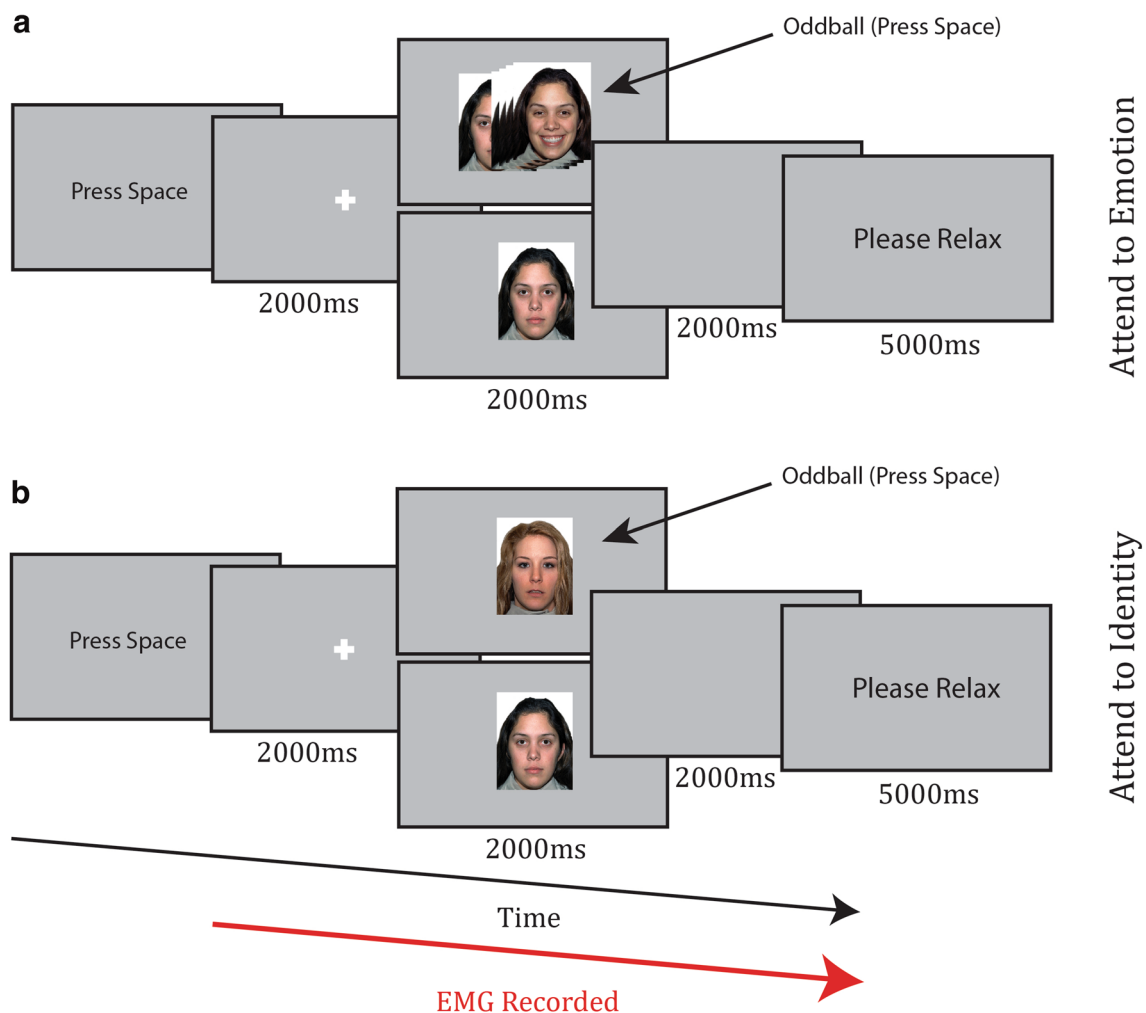 a
Oddball (Press Space)
Press Space
2000ms
2000ms
2000ms
Please Relax
5000ms
Attend to Emotion
b
Oddball (Press Space)
Press Space
2000ms
2000ms
2000ms
Please Relax
5000ms
Attend to Identity
Time
EMG Recorded